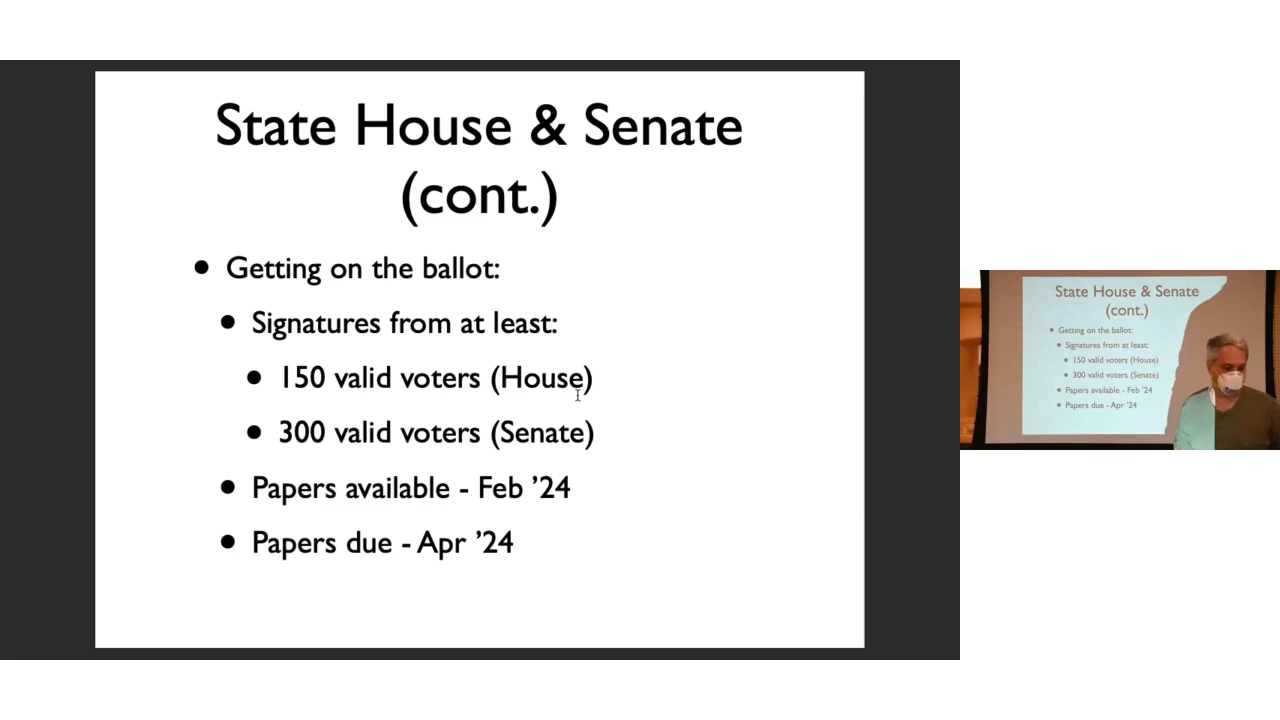 State House & Senate
(cont.)
• Getting on the ballot:
• Signatures from at least:
• 150 valid voters (House)
• 300 valid voters (Senate)
• Papers available - Feb ’24
• Papers due - Apr ’24
State House & Senate
(cont.)
• Getting on the ballot:
• Signatures from at least:
• 150 valid voters (House)
• 300 valid voters (Senate)
• Papers available - Feb ’24
• Papers due - Apr ’24